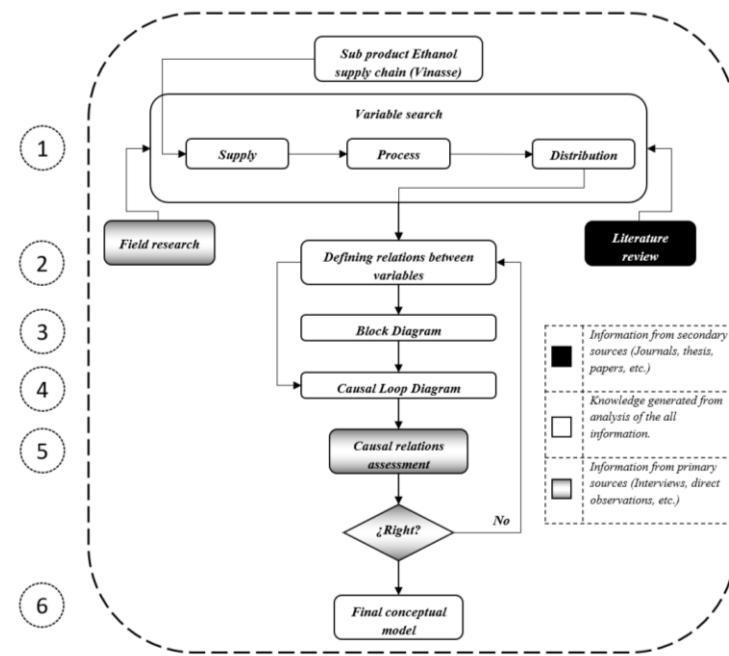 Sub product Ethanol
supply chain (Vinasse)
Variable search
1
Supply
Process
Distribution
Field research
Literature
review
2
Defining relations between
variables
3
Block Diagram
4
Causal Loop Diagram
5
Causal relations
assessment
¿Right?
No
6
Final conceptual
model
Information from secondary
sources (Journals, thesis,
papers, etc.)
Knowledge generated from
analysis of the all
information.
Information from primary
sources (Interviews, direct
observations, etc.)